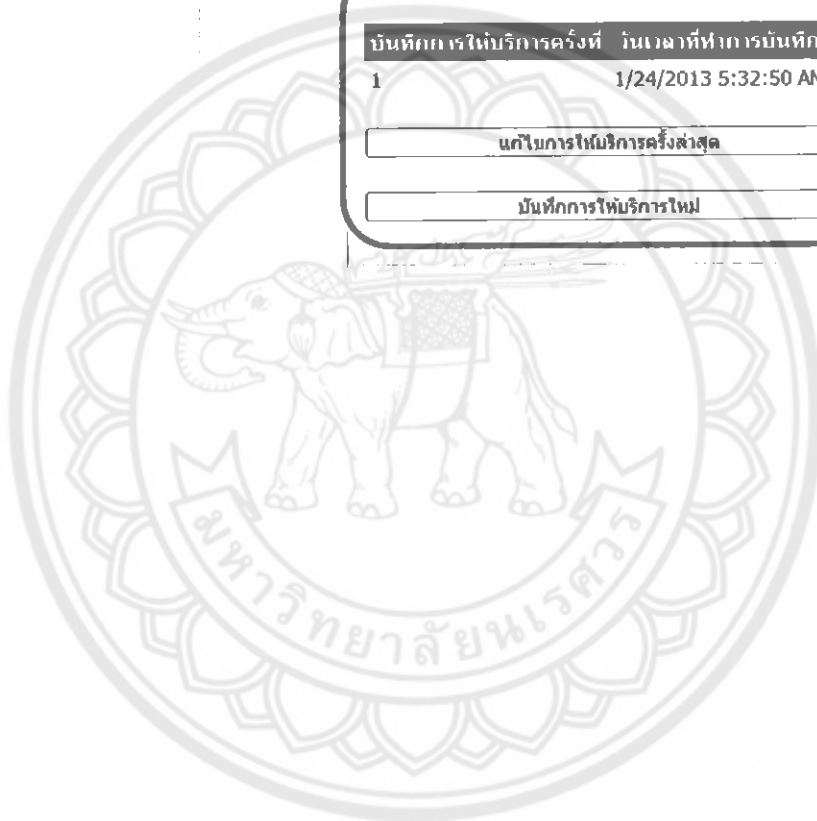 บันทึกการให้บริการครั้งที่ วันเวลาที่ทำการบันทึก
1 1/24/2013 5:32:50 AM
แก้ไขการให้บริการครั้งล่าสุด
บันทึกการให้บริการใหม่
มหาวิทยาลัยนเรศวร